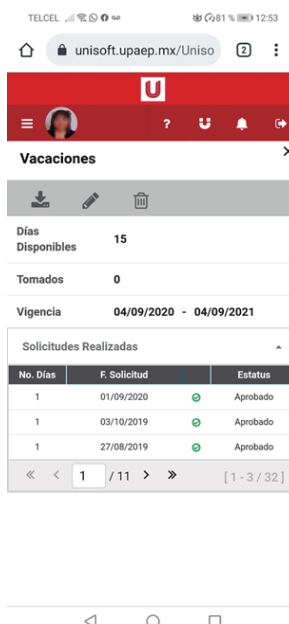 TELCEL 81 % 12:53
unisoft.upaep.mx/Uniso 2
U
?
Vacaciones
Días
Disponibles 15
Tomados 0
Vigencia 04/09/2020 - 04/09/2021
Solicitudes Realizadas
No. Días F. Solicitud Estatus
1 01/09/2020 Aprobado
1 03/10/2019 Aprobado
1 27/08/2019 Aprobado
« < 1 / 11 > » [ 1 - 3 / 32 ]